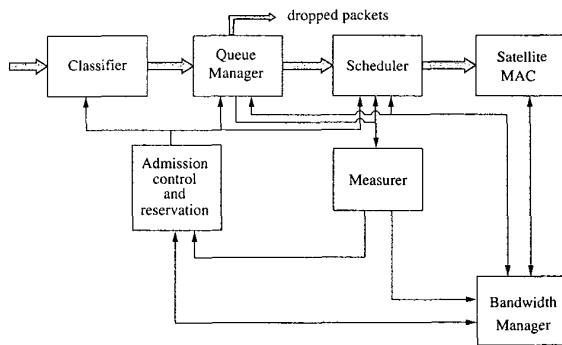 dropped packets
Classifier
Queue
Manager
Scheduler
Satellite
MAC
Admission
control
and
reservation
Measurer
Bandwidth
Manager